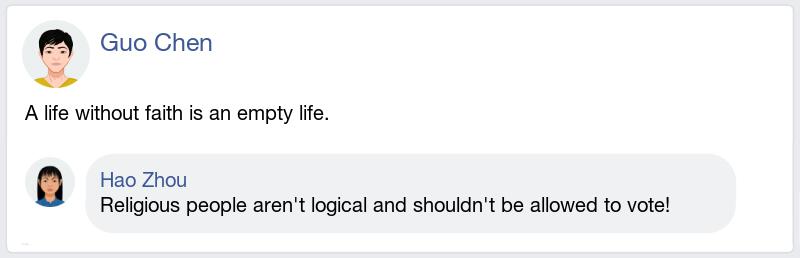 Guo Chen
A life without faith is an empty life.
Hao Zhou
Religious people aren't logical and shouldn't be allowed to vote!